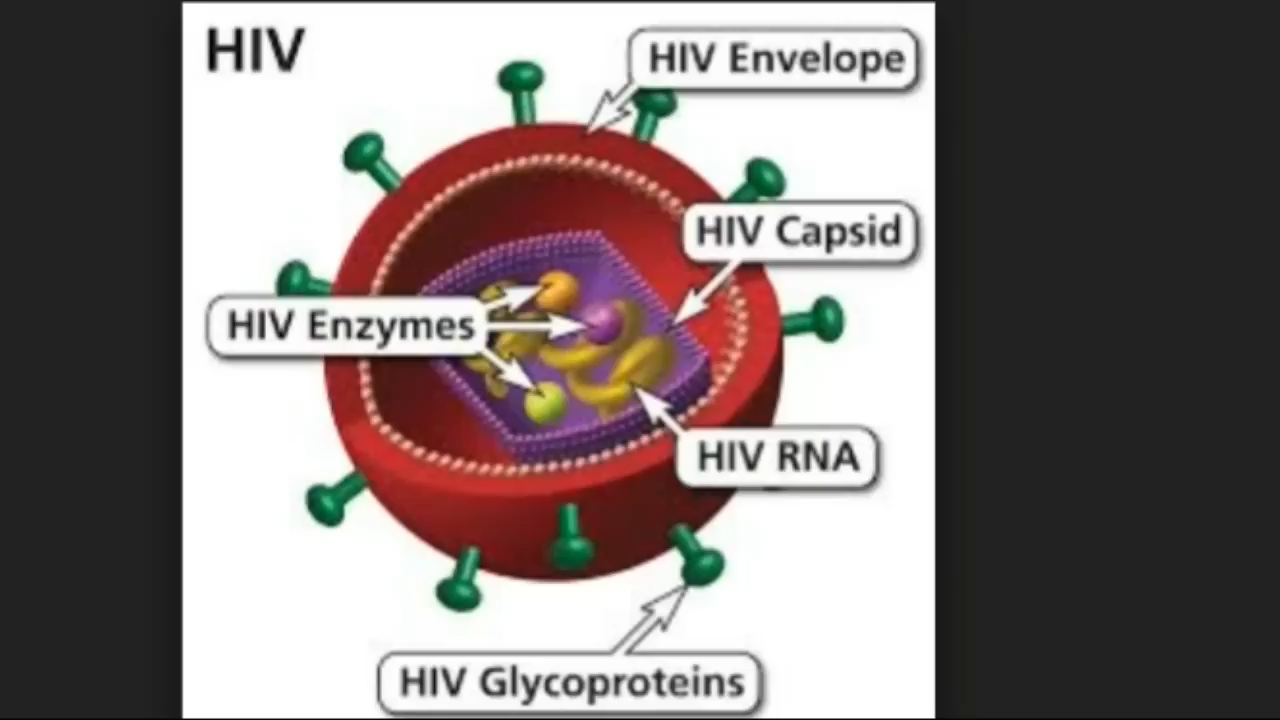 HIV
HIV Envelope
HIV Capsid
HIV Enzymes
HIV RNA
HIV Glycoproteins